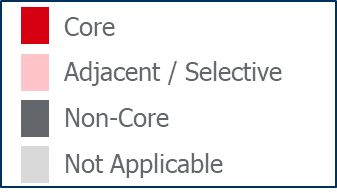 Core
Adjacent / Selective
Non-Core
Not Applicable